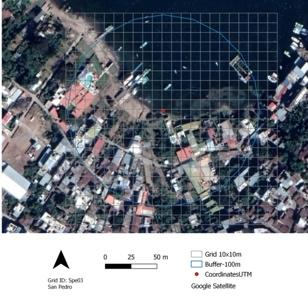 Grid ID: Spe03
San Pedro
0 25 50 m
Grid 10x10m
Buffer-100m
CoordinatesUTM
Google Satellite